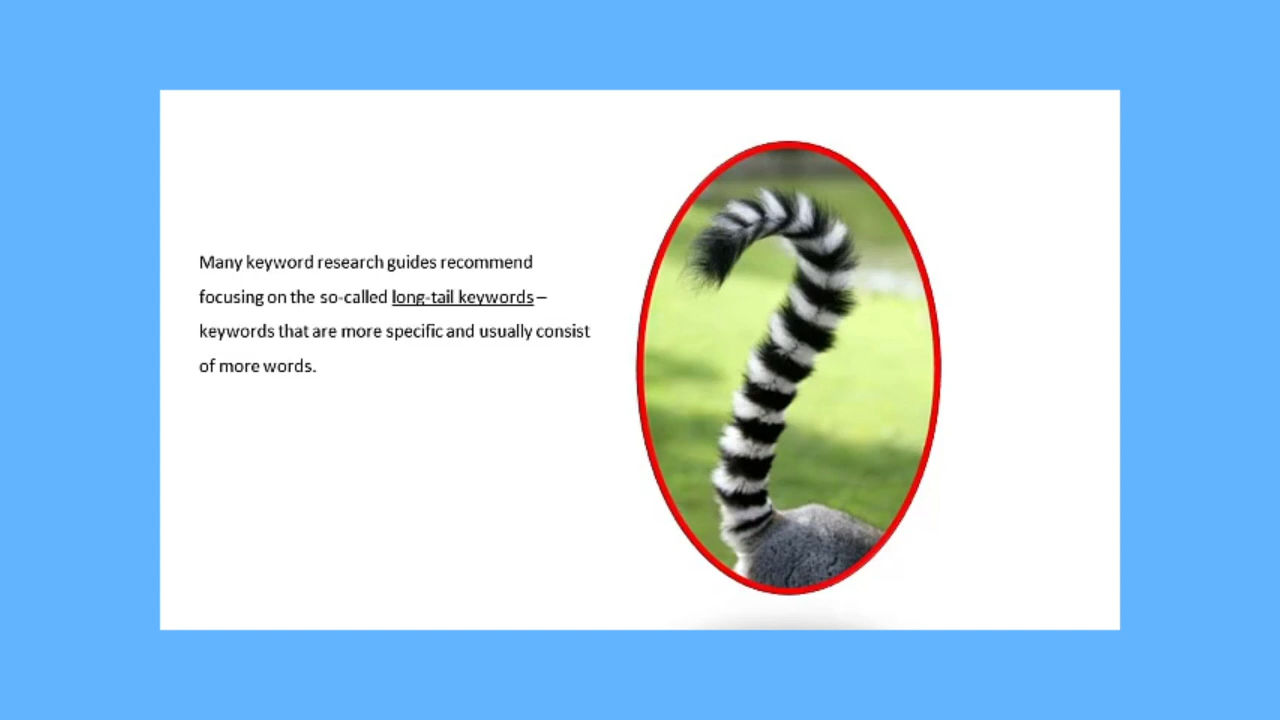 Many keyword research guides recommend
focusing on the so-called long-tail keywords –
keywords that are more specific and usually consist
of more words.